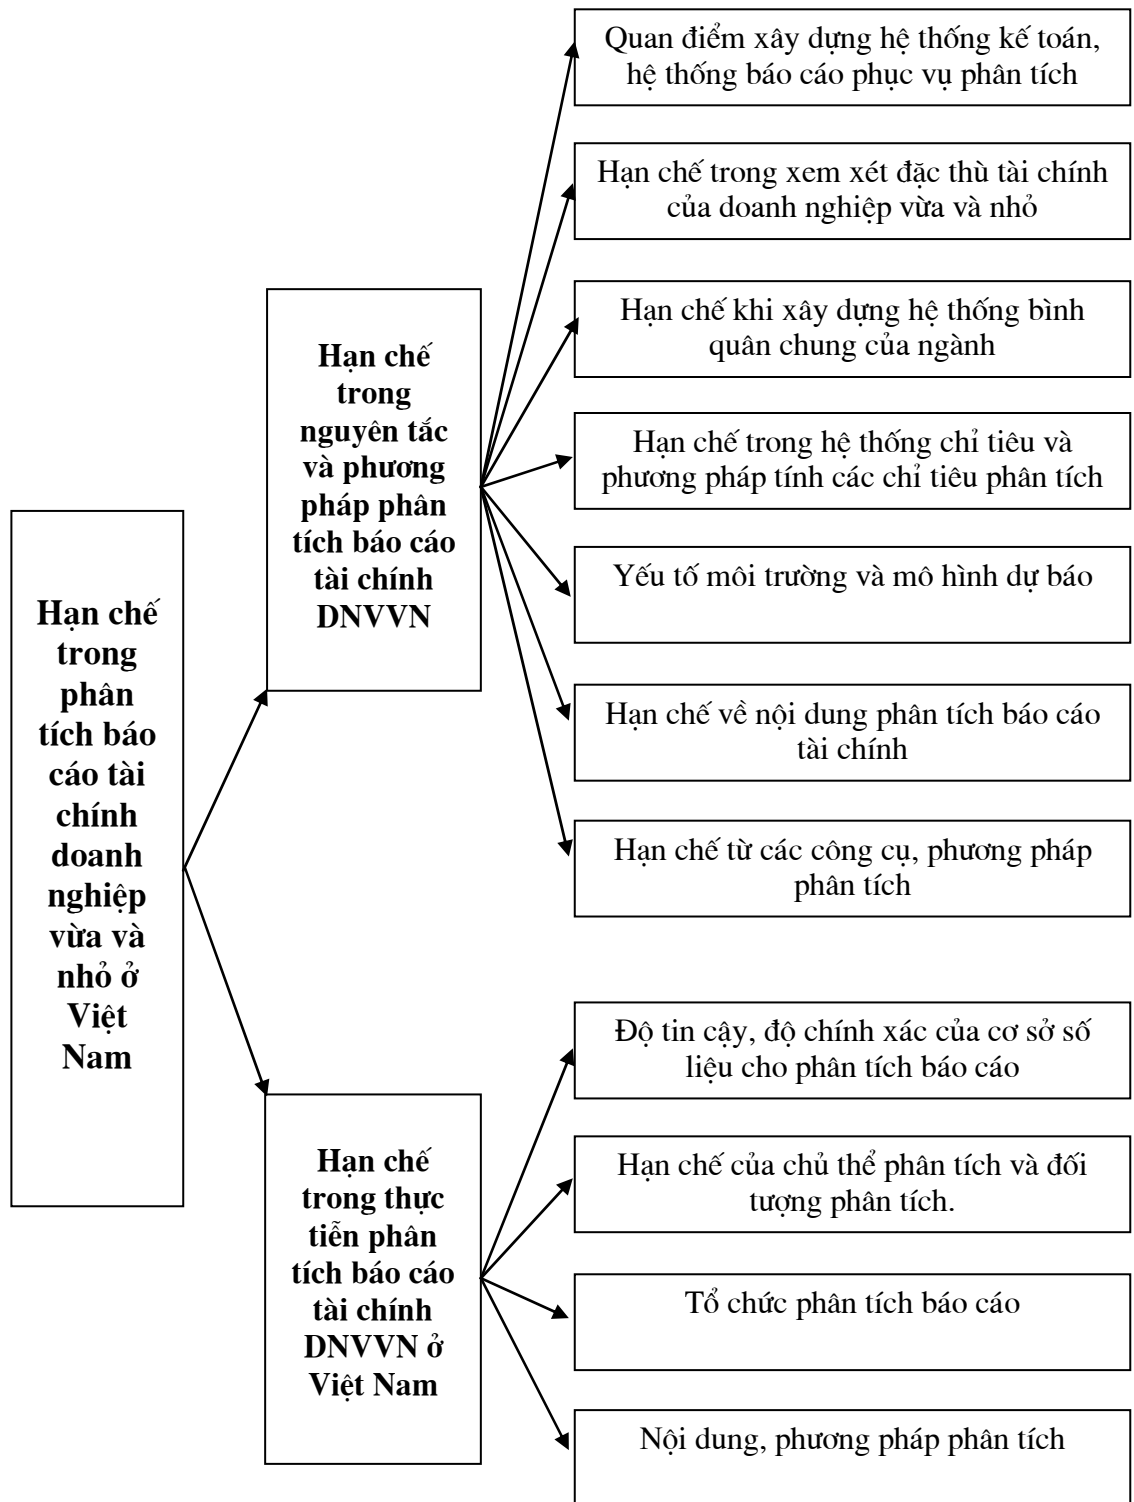 Hạn chế
trong
phân
tích báo
cáo tài
chính
doanh
nghiệp
vừa và
nhỏ ở
Việt
Nam
Hạn chế
trong
nguyên tắc
và phương
pháp phân
tích báo cáo
tài chính
DNVVN
Quan điểm xây dựng hệ thống kế toán,
hệ thống báo cáo phục vụ phân tích
Hạn chế trong xem xét đặc thù tài chính
của doanh nghiệp vừa và nhỏ
Hạn chế khi xây dựng hệ thống bình
quân chung của ngành
Hạn chế trong hệ thống chỉ tiêu và
phương pháp tính các chỉ tiêu phân tích
Yếu tố môi trường và mô hình dự báo
Hạn chế về nội dung phân tích báo cáo
tài chính
Hạn chế từ các công cụ, phương pháp
phân tích
Hạn chế
trong thực
tiễn phân
tích báo cáo
tài chính
DNVVN ở
Việt Nam
Độ tin cậy, độ chính xác của cơ sở số
liệu cho phân tích báo cáo
Hạn chế của chủ thể phân tích và đối
tượng phân tích.
Tổ chức phân tích báo cáo
Nội dung, phương pháp phân tích